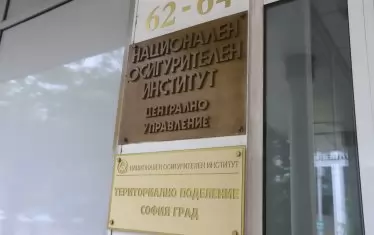 62-64
НАЦИОНАЛЕН
ОСИГУРИТЕЛЕН
ИНСТИТУТ
ЦЕНТРАЛНО
УПРАВЛЕНИЕ
НАЦИОНАЛЕН ОСИГУРИТЕЛЕН ИНСТИТУТ
ТЕРИТОРИАЛНО ПОДЕЛЕНИЕ
СОФИЯ ГРАД